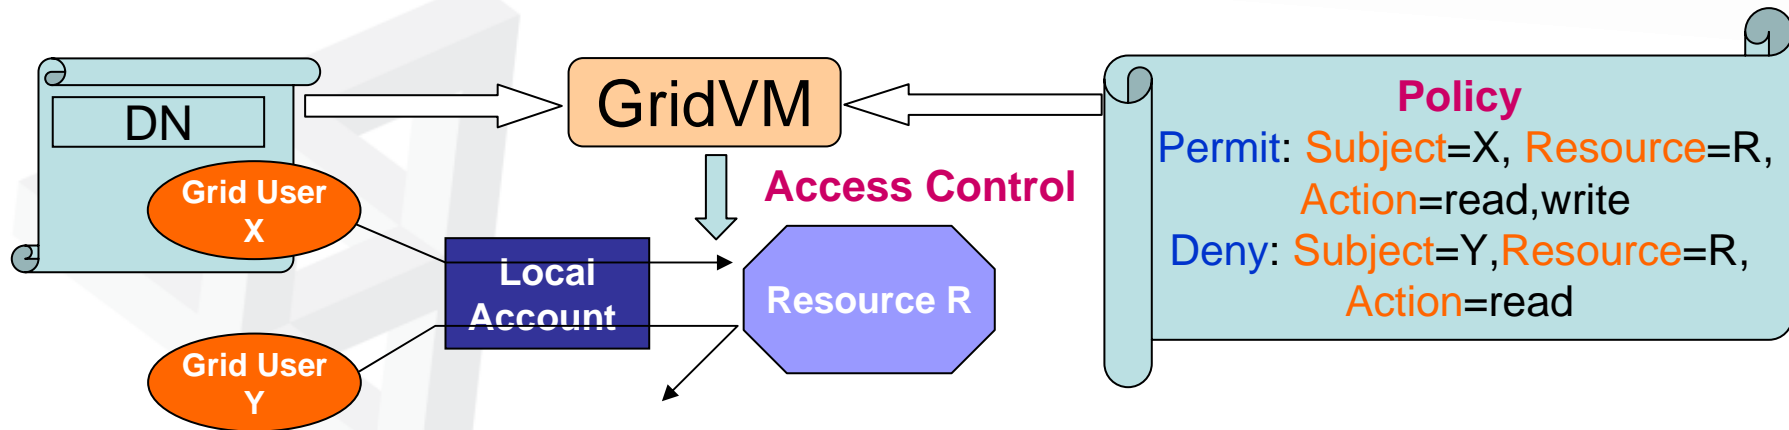 DN
Grid User
X
Grid User
Y
Local
Account
GridVM
Access Control
Resource R
Policy
Permit: Subject=X, Resource=R,
Action=read,write
Deny: Subject=Y,Resource=R,
Action=read